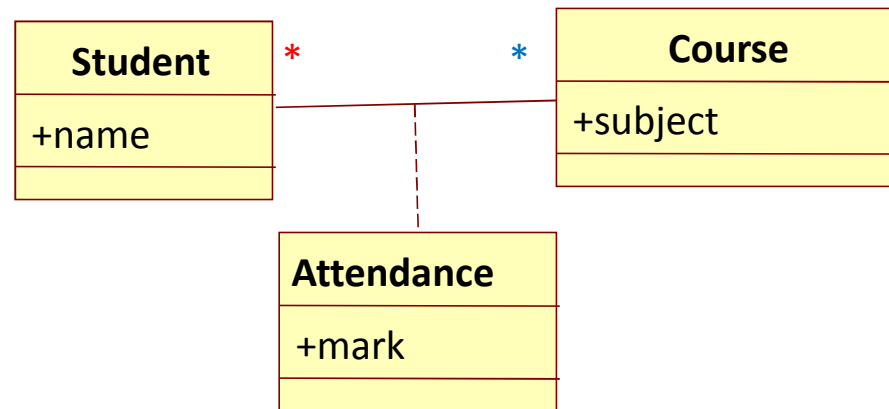 Student
*
*
Course
+name
+subject
Attendance
+mark